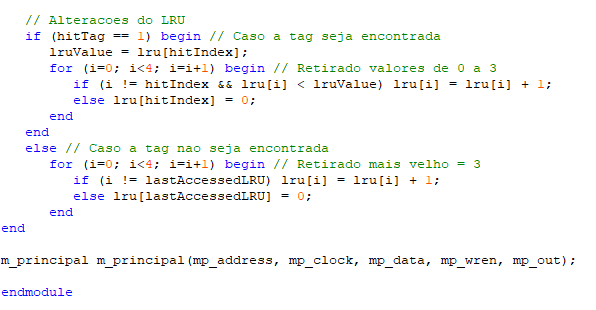 // Alteracoes do LRU
if (hitTag == 1) begin // Caso a tag seja encontrada
lruValue = lru[hitIndex];
for (i=0; i<4; i=i+1) begin // Retirado valores de 0 a 3
if (i != hitIndex && lru[i] < lruValue) lru[i] = lru[i] + 1;
else lru[hitIndex] = 0;
end
end
else // Caso a tag nao seja encontrada
for (i=0; i<4; i=i+1) begin // Retirado mais velho = 3
if (i != lastAccessedLRU) lru[i] = lru[i] + 1;
else lru[lastAccessedLRU] = 0;
end
end
m_principal m_principal(mp_address, mp_clock, mp_data, mp_wren, mp_out);
endmodule